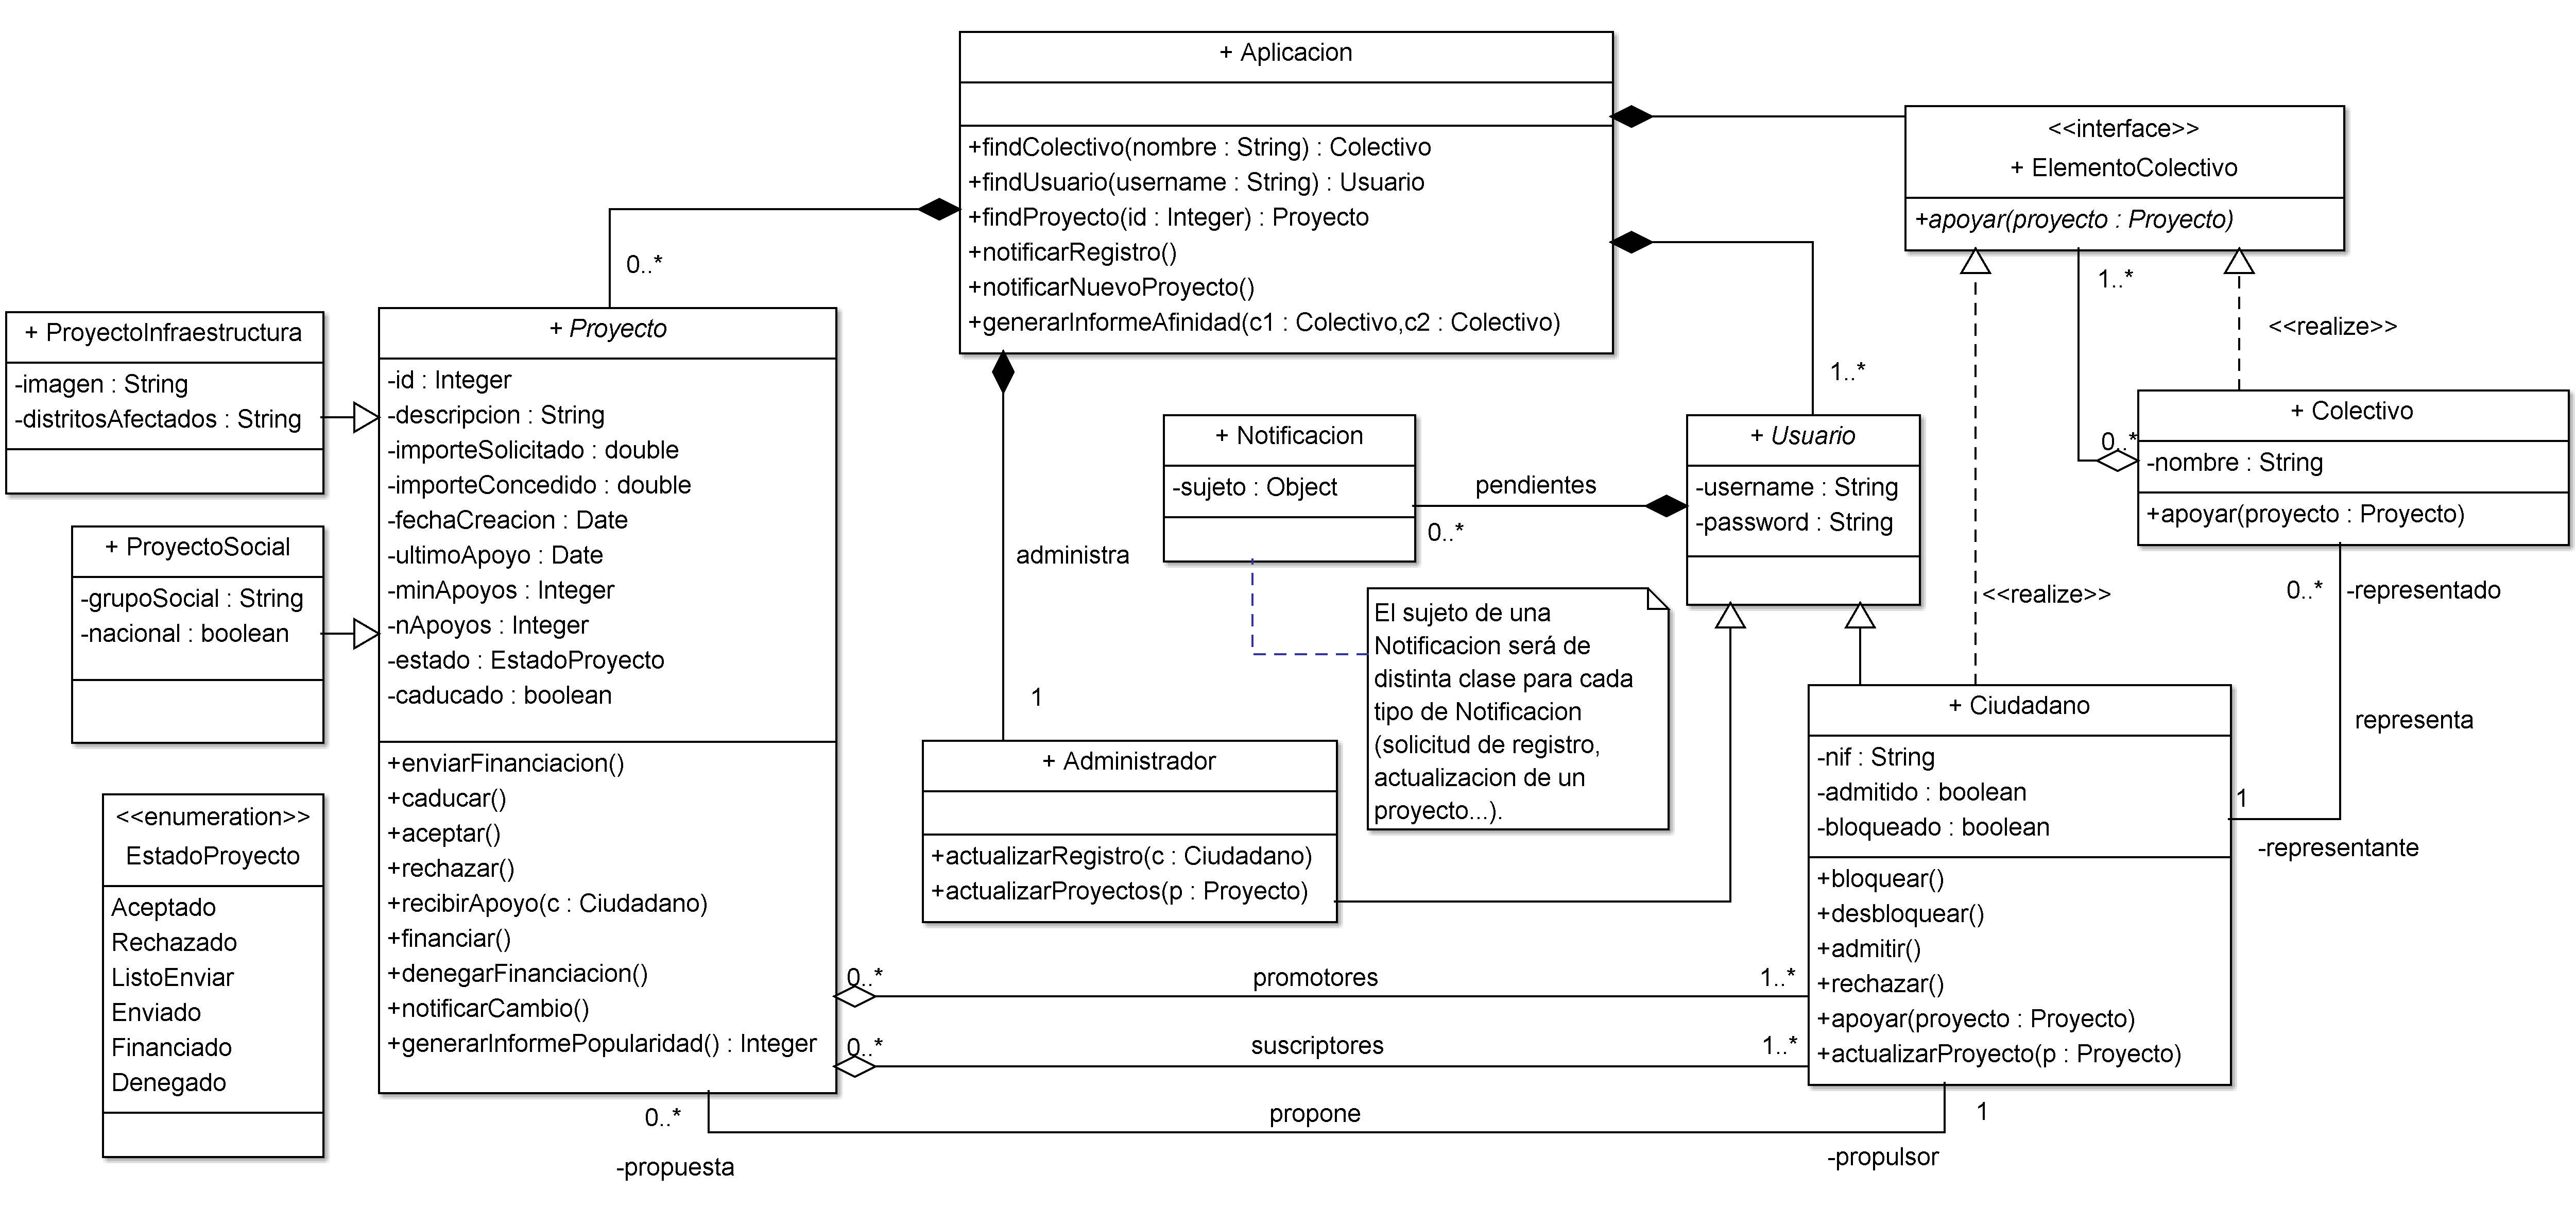 + Aplicacion
+findColectivo(nombre : String) : Colectivo
+findUsuario(username : String) : Usuario
+findProyecto(id : Integer) : Proyecto
+notificarRegistro()
+notificarNuevoProyecto()
+generarInformeAfinidad(c1 : Colectivo,c2 : Colectivo)
<<interface>>
+ ElementoColectivo
+apoyar(proyecto : Proyecto)
0..*
1..*
<<realize>>
+ ProyectoInfraestructura
-imagen : String
-distritosAfectados : String
+ ProyectoSocial
-grupoSocial : String
-nacional : boolean
<<enumeration>>
EstadoProyecto
Aceptado
Rechazado
ListoEnviar
Enviado
Financiado
Denegado
+ Proyecto
-id : Integer
-descripcion : String
-importeSolicitado : double
-importeConcedido : double
-fechaCreacion : Date
-ultimoApoyo : Date
-minApoyos : Integer
-nApoyos : Integer
-estado : EstadoProyecto
-caducado : boolean
+enviarFinanciacion()
+caducar()
+aceptar()
+rechazar()
+recibirApoyo(c : Ciudadano)
+financiar()
+denegarFinanciacion()
+notificarCambio()
+generarInformePopularidad() : Integer
administra
1
+ Administrador
+actualizarRegistro(c : Ciudadano)
+actualizarProyectos(p : Proyecto)
+ Notificacion
-sujeto : Object
pendientes
0..*
El sujeto de una
Notificacion será de
distinta clase para cada
tipo de Notificacion
(solicitud de registro,
actualizacion de un
proyecto...).
1..*
+ Usuario
-username : String
-password : String
+ Colectivo
0..*
-nombre : String
+apoyar(proyecto : Proyecto)
0..*
-representado
<<realize>>
representa
1
-representante
+ Ciudadano
-nif : String
-admitido : boolean
-bloqueado : boolean
+bloquear()
+desbloquear()
+admitir()
+rechazar()
+apoyar(proyecto : Proyecto)
+actualizarProyecto(p : Proyecto)
0..*
promotores
1..*
0..*
suscriptores
1..*
0..*
propone
1
-propuesta
-propulsor